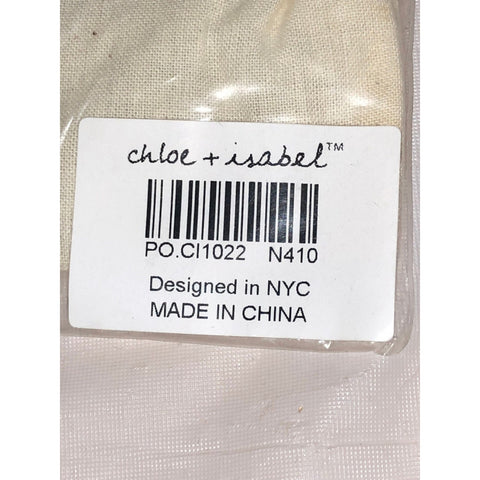 chloe + isabel™
PO.CI1022 N410
Designed in NYC
MADE IN CHINA